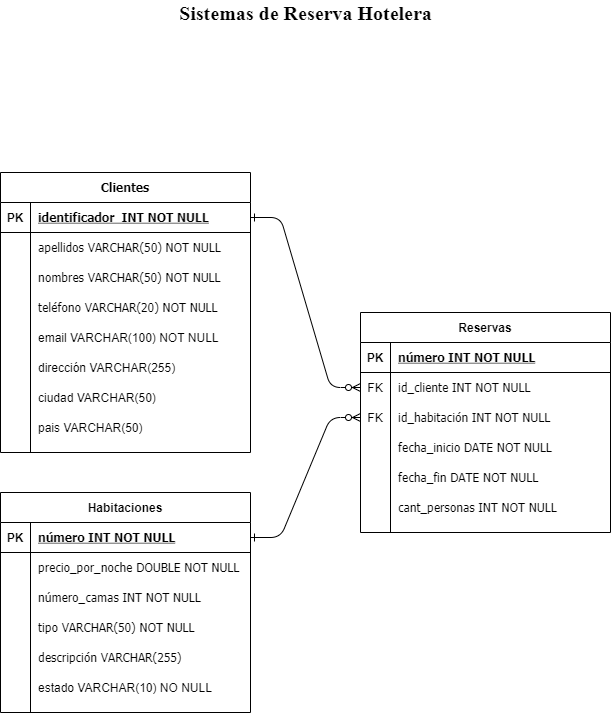 Sistemas de Reserva Hotelera
Clientes
PK identificador INT NOT NULL
apellidos VARCHAR(50) NOT NULL
nombres VARCHAR(50) NOT NULL
teléfono VARCHAR(20) NOT NULL
email VARCHAR(100) NOT NULL
dirección VARCHAR(255)
ciudad VARCHAR(50)
pais VARCHAR(50)
Reservas
PK número INT NOT NULL
FK id_cliente INT NOT NULL
FK id_habitación INT NOT NULL
fecha_inicio DATE NOT NULL
fecha_fin DATE NOT NULL
cant_personas INT NOT NULL
Habitaciones
PK número INT NOT NULL
precio_por_noche DOUBLE NOT NULL
número_camas INT NOT NULL
tipo VARCHAR(50) NOT NULL
descripción VARCHAR(255)
estado VARCHAR(10) NO NULL